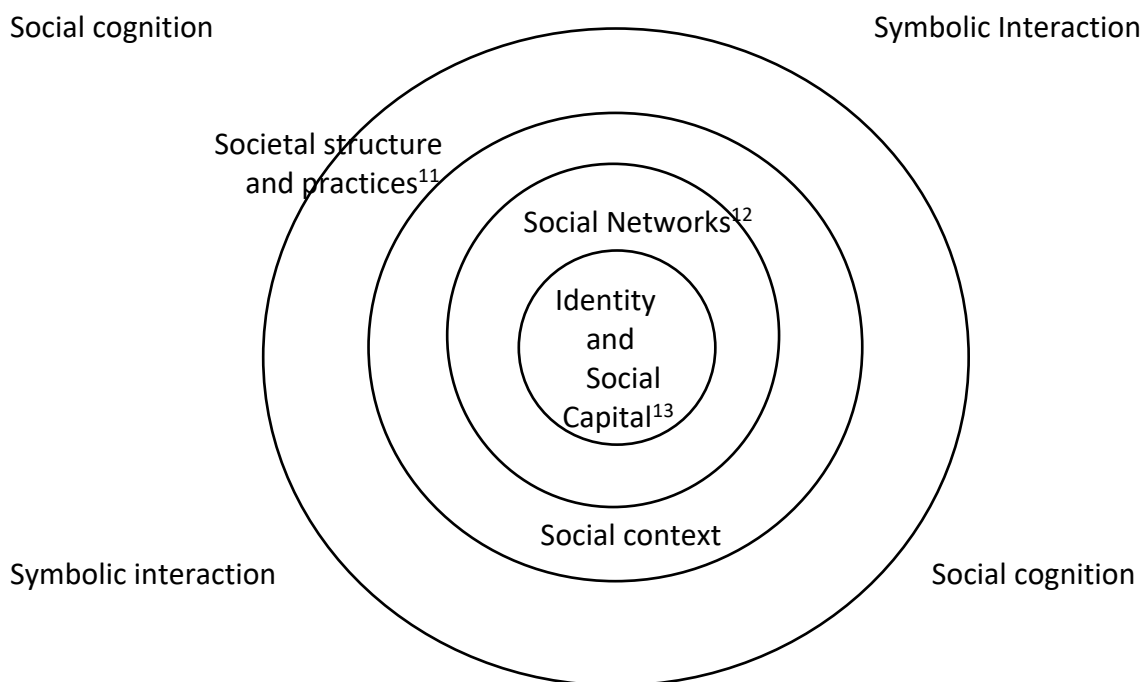 Social cognition
Symbolic Interaction
Societal structure
and practices¹¹
Social Networks¹²
Identity
and
Social
Capital¹³
Social context
Symbolic interaction
Social cognition